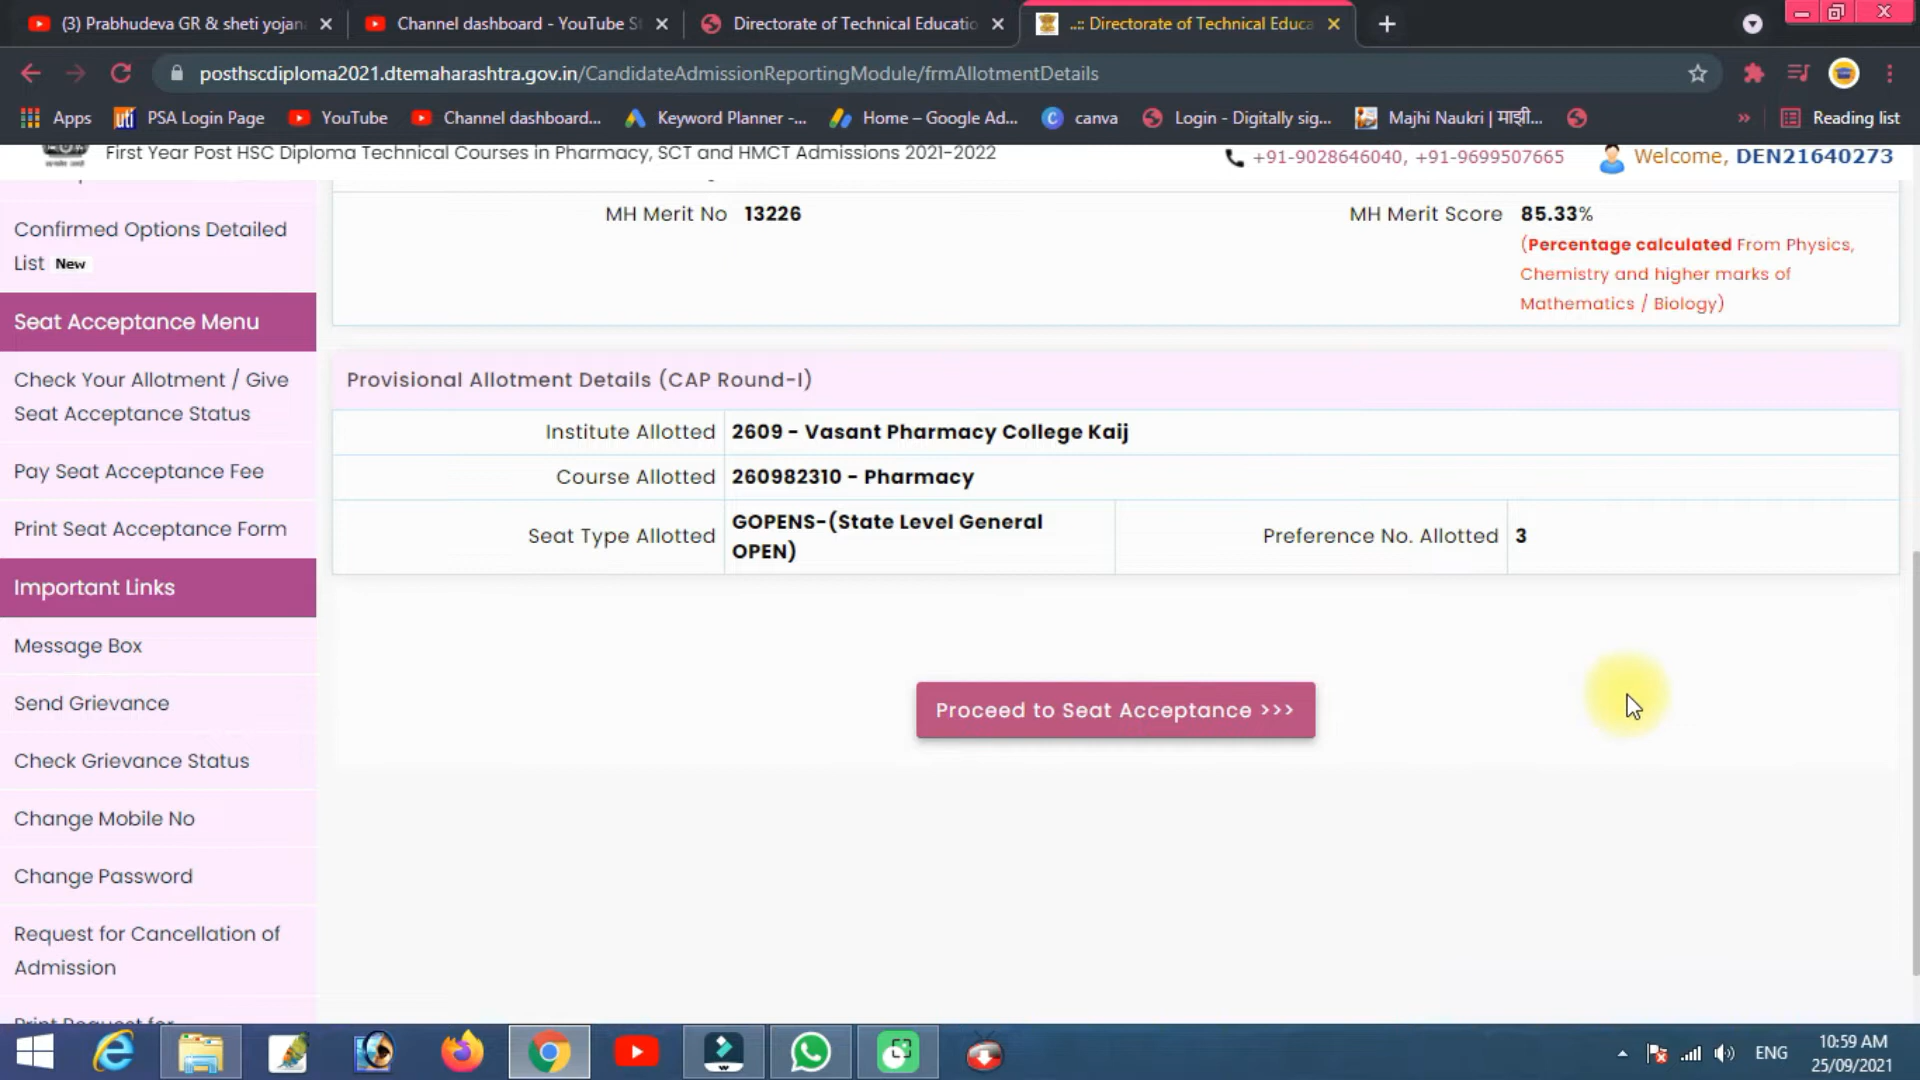 (3) Prabhudeva GR & sheti yojan
Channel dashboard - YouTube St
Directorate of Technical Educatio
..:: Directorate of Technical Educa
posthscdiploma2021.dtemaharashtra.gov.in/CandidateAdmissionReportingModule/frmAllotmentDetails
Apps
uti PSA Login Page
YouTube
Channel dashboard...
Keyword Planner -...
Home – Google Ad...
C canva
Login - Digitally sig...
Majhi Naukri | माझी...
»
Reading list
First Year Post HSC Diploma Technical Courses in Pharmacy, SCT and HMCT Admissions 2021-2022
+91-9028646040, +91-9699507665
Welcome, DEN21640273
Confirmed Options Detailed
List New
Seat Acceptance Menu
Check Your Allotment / Give
Seat Acceptance Status
Pay Seat Acceptance Fee
Print Seat Acceptance Form
Important Links
Message Box
Send Grievance
Check Grievance Status
Change Mobile No
Change Password
Request for Cancellation of
Admission
Print Request for
MH Merit No 13226
MH Merit Score 85.33%
(Percentage calculated From Physics,
Chemistry and higher marks of
Mathematics / Biology)
Provisional Allotment Details (CAP Round-I)
Institute Allotted 2609 - Vasant Pharmacy College Kaij
Course Allotted 260982310 - Pharmacy
Seat Type Allotted GOPENS-(State Level General
OPEN)
Preference No. Allotted 3
Proceed to Seat Acceptance >>>
ENG
10:59 AM
25/09/2021